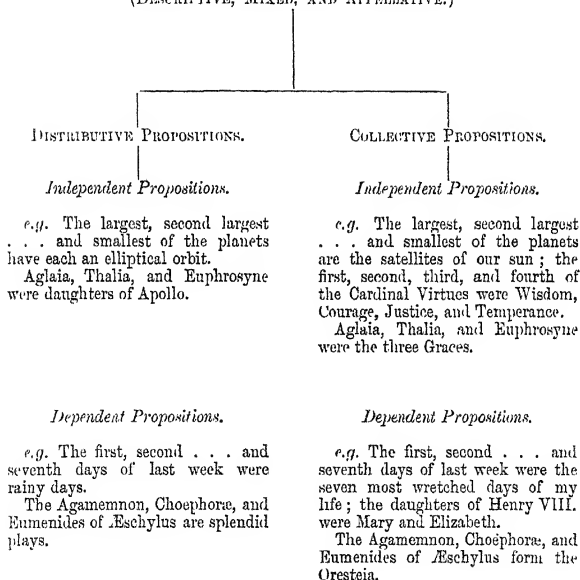 (DESCRIPTIVE, MIXED, AND APPELLATIVE.)
DISTRIBUTIVE PROPOSITIONS.
Independent Propositions.
e.g. The largest, second largest
. . . and smallest of the planets
have each an elliptical orbit.
Aglaia, Thalia, and Euphrosyne
were daughters of Apollo.
Dependent Propositions.
e.g. The first, second . . . and
seventh days of last week were
rainy days.
The Agamemnon, Choephoræ, and
Eumenides of Æschylus are splendid
plays.
COLLECTIVE PROPOSITIONS.
Independent Propositions.
e.g. The largest, second largest
. . . and smallest of the planets
are the satellites of our sun ; the
first, second, third, and fourth of
the Cardinal Virtues were Wisdom,
Courage, Justice, and Temperance.
Aglaia, Thalia, and Euphrosyne
were the three Graces.
Dependent Propositions.
e.g. The first, second . . . and
seventh days of last week were the
seven most wretched days of my
life ; the daughters of Henry VIII.
were Mary and Elizabeth.
The Agamemnon, Choëphoræ, and
Eumenides of Æschylus form the
Oresteia.